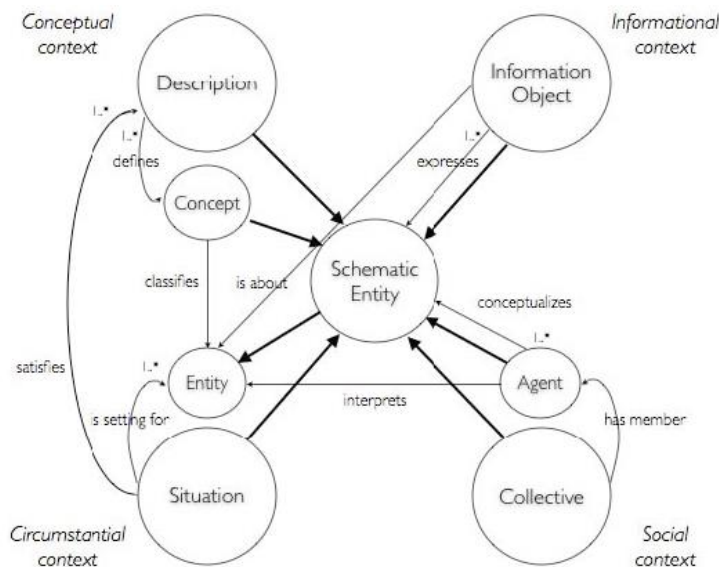 Conceptual
context
Informational
context
Description
Information
Object
1..*
1..*
1..*
defines
expresses
Concept
Schematic
Entity
classifies
is about
conceptualizes
1..*
1..*
satisfies
Entity
Agent
interprets
is setting for
has member
Situation
Collective
Circumstantial
context
Social
context